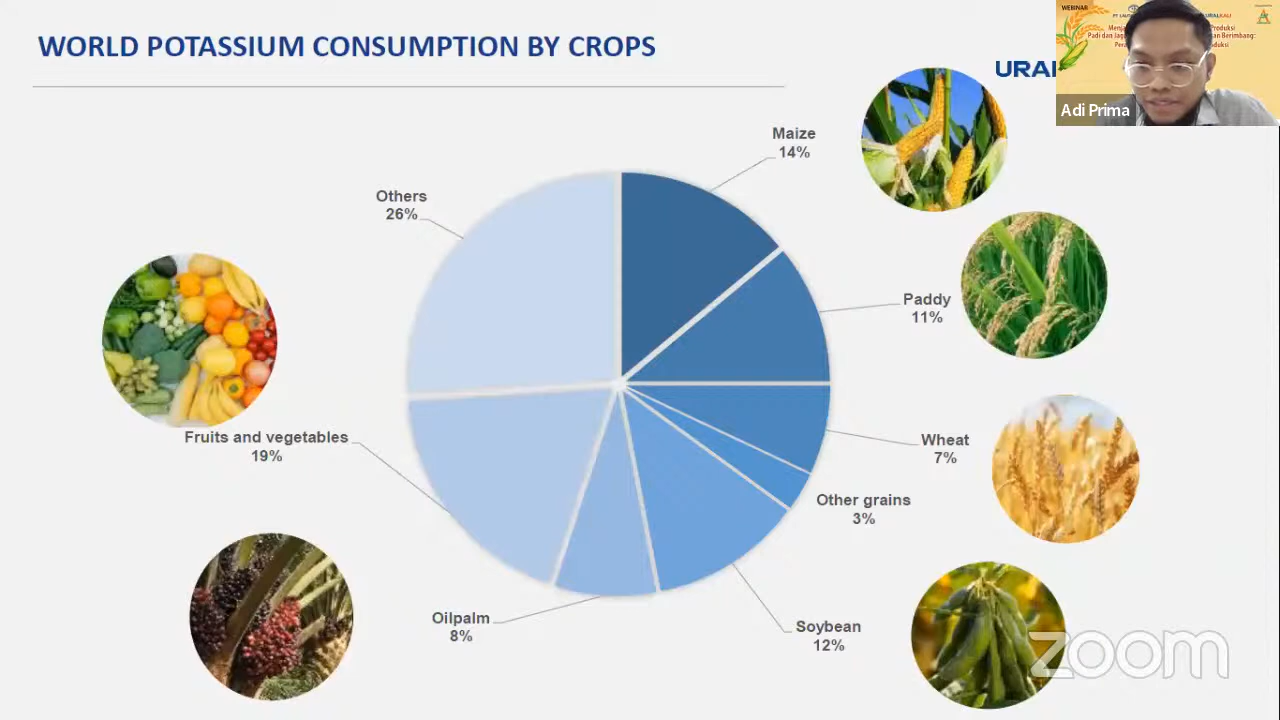 WORLD POTASSIUM CONSUMPTION BY CROPS
WEBINAR
Adi Prima
Maize
14%
Others
26%
Paddy
11%
Fruits and vegetables
19%
Wheat
7%
Other grains
3%
Oilpalm
8%
Soybean
12%
zoom